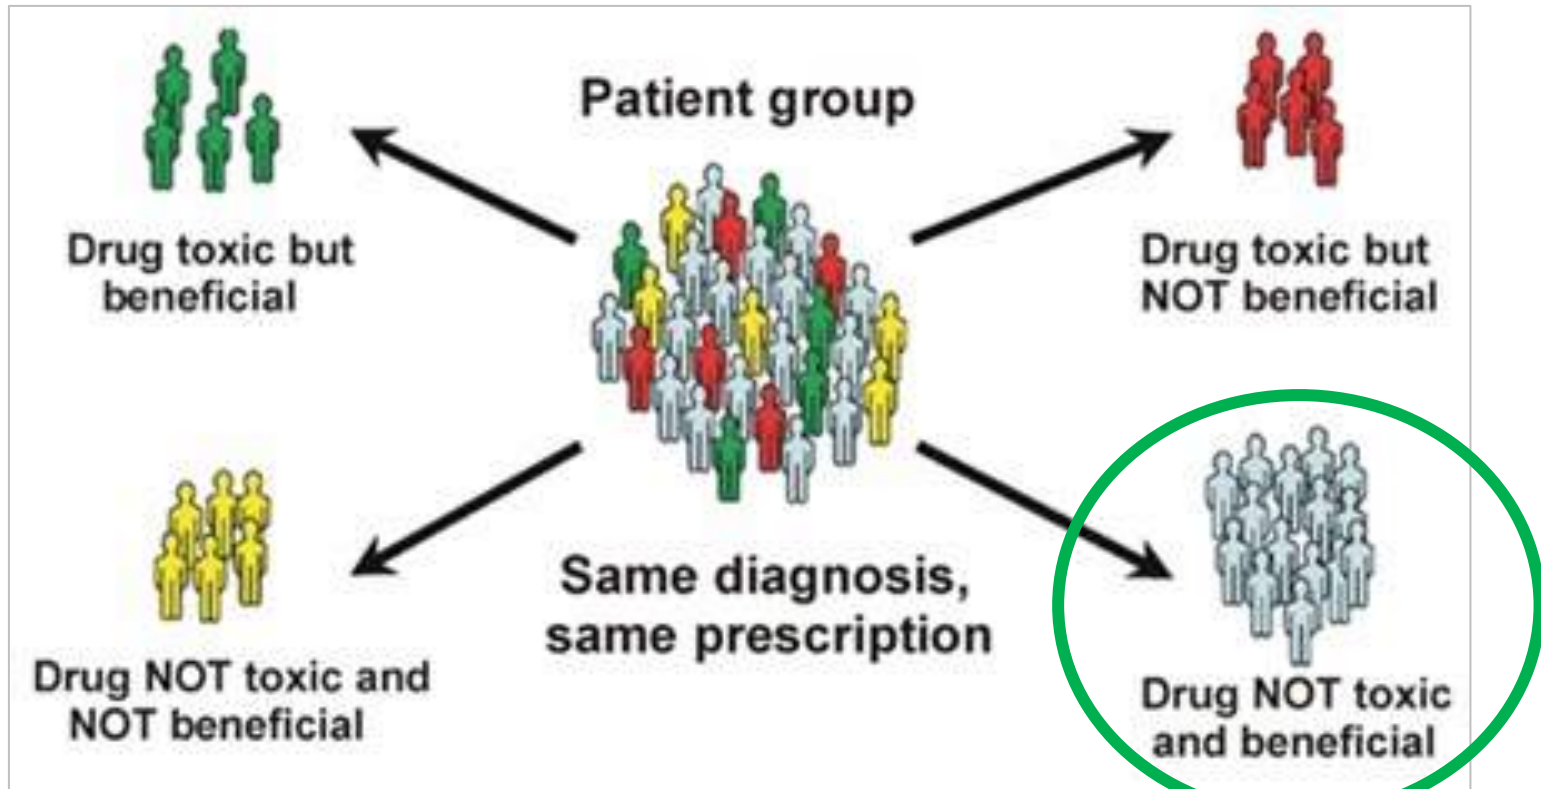 Patient group
Drug toxic but
beneficial
Drug toxic but
NOT beneficial
Same diagnosis,
same prescription
Drug NOT toxic and
NOT beneficial
Drug NOT toxic
and beneficial